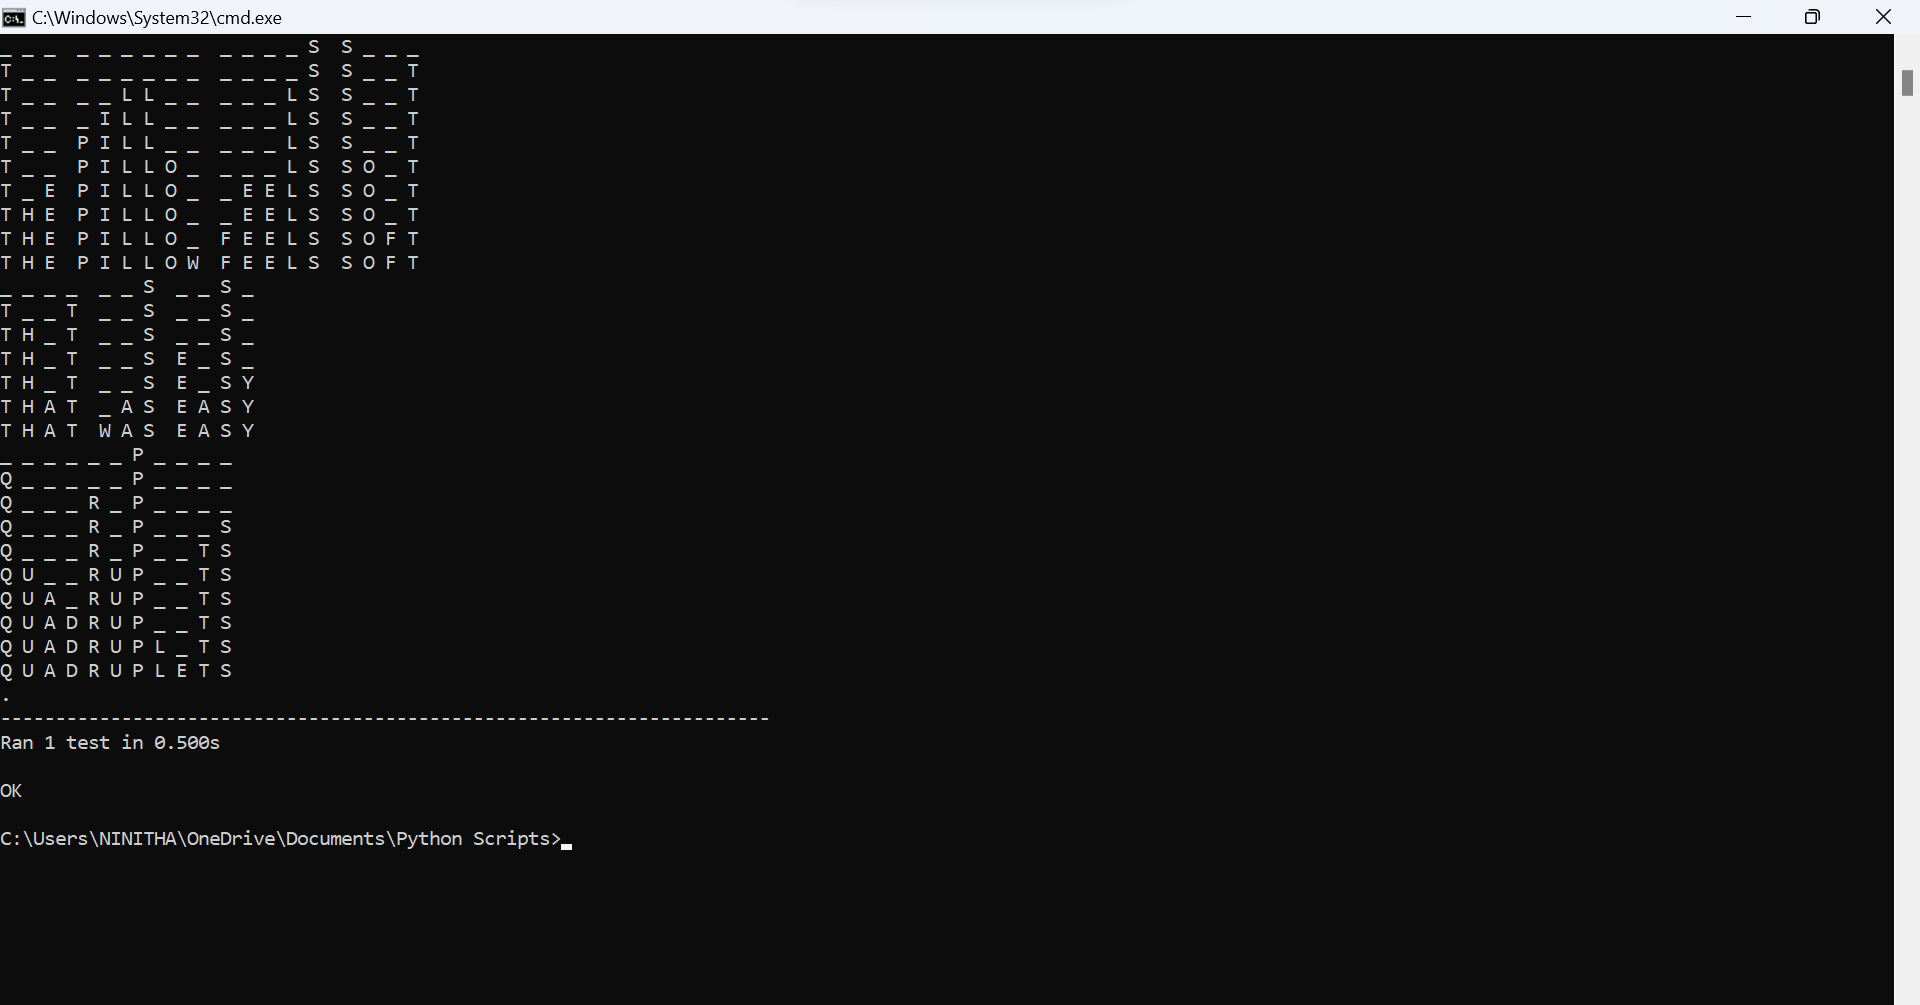 C:\Windows\System32\cmd.exe
_ _ _  _ _ _ _ _ _  _ _ _ _ S  S _ _ _
T _ _  _ _ _ _ _ _  _ _ _ _ S  S _ _ T
T _ _  _ _ L L _ _  _ _ _ L S  S _ _ T
T _ _  _ I L L _ _  _ _ _ L S  S _ _ T
T _ _  P I L L _ _  _ _ _ L S  S _ _ T
T _ _  P I L L O _  _ _ _ L S  S O _ T
T _ E  P I L L O _  _ E E L S  S O _ T
T H E  P I L L O _  _ E E L S  S O _ T
T H E  P I L L O _  F E E L S  S O F T
T H E  P I L L O W  F E E L S  S O F T
_ _ _ _  _ _ S  _ _ S _
T _ _ T  _ _ S  _ _ S _
T H _ T  _ _ S  _ _ S _
T H _ T  _ _ S  E _ S _
T H _ T  _ _ S  E _ S Y
T H A T  _ A S  E A S Y
T H A T  W A S  E A S Y
_ _ _ _ _ _ P _ _ _ _
Q _ _ _ _ _ P _ _ _ _
Q _ _ _ R _ P _ _ _ _
Q _ _ _ R _ P _ _ _ S
Q _ _ _ R _ P _ _ T S
Q U _ _ R U P _ _ T S
Q U A _ R U P _ _ T S
Q U A D R U P _ _ T S
Q U A D R U P L _ T S
Q U A D R U P L E T S
.
----------------------------------------------------------------------
Ran 1 test in 0.500s
OK
C:\Users\NINITHA\OneDrive\Documents\Python Scripts>